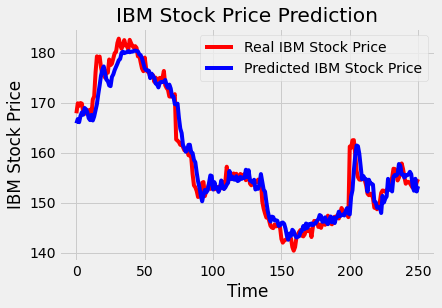 IBM Stock Price Prediction
Real IBM Stock Price
Predicted IBM Stock Price
IBM Stock Price
180
170
160
150
140
0 50 100 150 200 250
Time